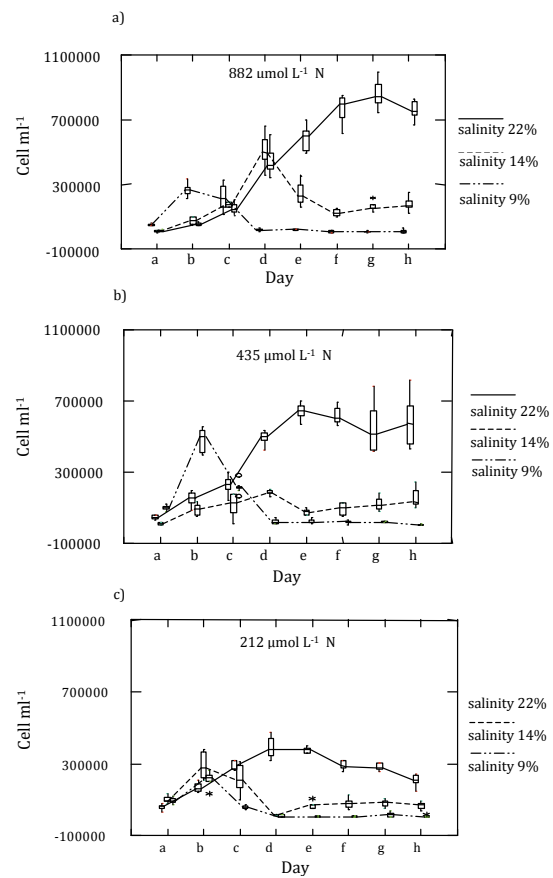 a)
Cell ml-1
1100000
700000
300000
-100000
882 μmol L-1 N
a b c d e f g h
Day
salinity 22%
salinity 14%
salinity 9%
b)
Cell ml-1
1100000
700000
300000
-100000
435 μmol L-1 N
a b c d e f g h
Day
salinity 22%
salinity 14%
salinity 9%
c)
Cell ml-1
1100000
700000
300000
-100000
212 μmol L-1 N
* * *
a b c d e f g h
Day
salinity 22%
salinity 14%
salinity 9%